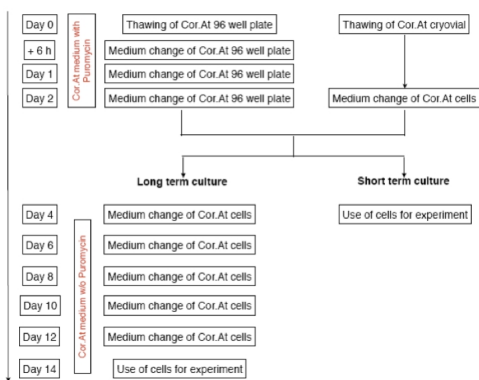 Day 0
Thawing of Cor.At 96 well plate
Thawing of Cor.At cryovial
+ 6 h
Medium change of Cor.At 96 well plate
Day 1
Medium change of Cor.At 96 well plate
Day 2
Medium change of Cor.At 96 well plate
Medium change of Cor.At cells
Cor.At medium with
Puromycin
Long term culture
Short term culture
Day 4
Medium change of Cor.At cells
Use of cells for experiment
Day 6
Medium change of Cor.At cells
Day 8
Medium change of Cor.At cells
Day 10
Medium change of Cor.At cells
Day 12
Medium change of Cor.At cells
Day 14
Use of cells for experiment
Cor.At medium w/o Puromycin